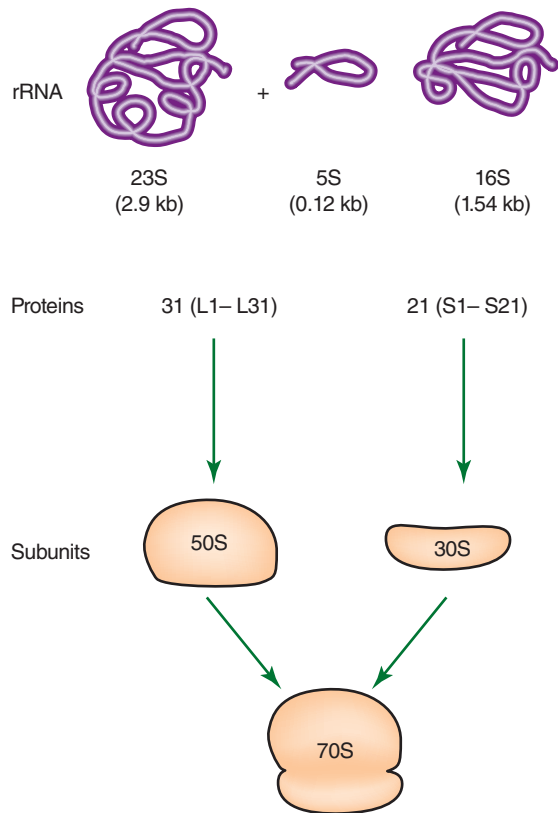 rRNA
+
23S
(2.9 kb)
5S
(0.12 kb)
16S
(1.54 kb)
Proteins
31 (L1– L31)
21 (S1– S21)
Subunits
50S
30S
70S